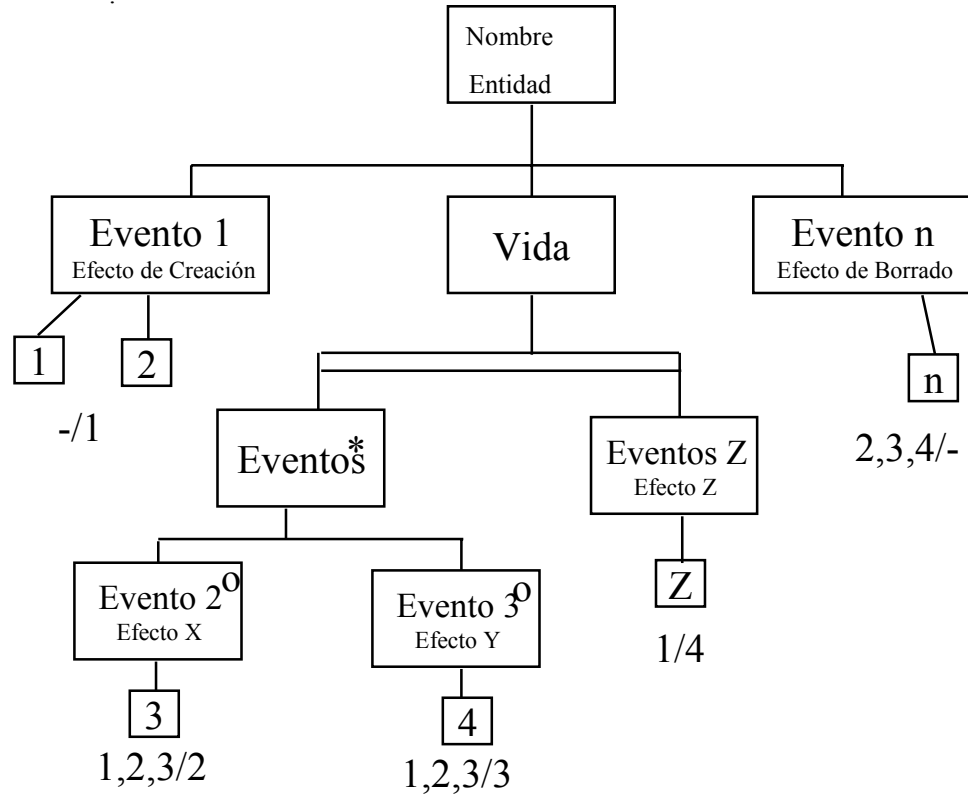 Nombre
Entidad
Evento 1
Efecto de Creación
Vida
Evento n
Efecto de Borrado
1
2
n
-/1
2,3,4/-
Eventos*
Eventos Z
Efecto Z
Evento 2o
Efecto X
Evento 3o
Efecto Y
Z
1/4
3
4
1,2,3/2
1,2,3/3